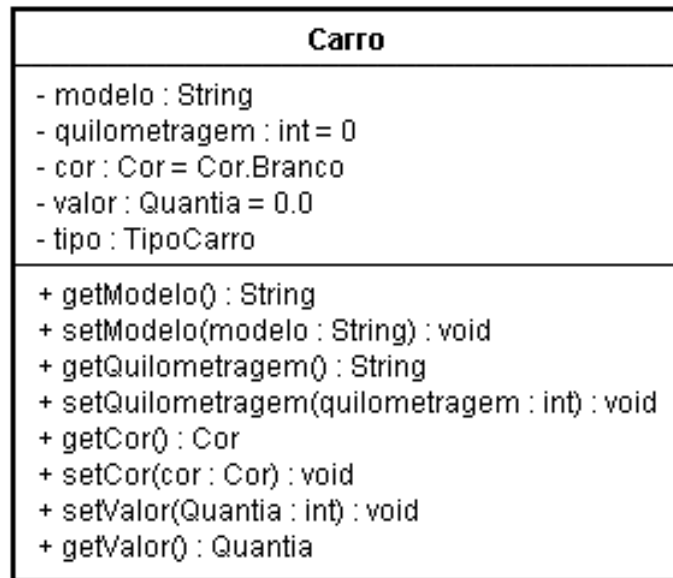 Carro
- modelo : String
- quilometragem : int = 0
- cor : Cor = Cor.Branco
- valor : Quantia = 0.0
- tipo : TipoCarro
+ getModelo() : String
+ setModelo(modelo : String) : void
+ getQuilometragem() : String
+ setQuilometragem(quilometragem : int) : void
+ getCor() : Cor
+ setCor(cor : Cor) : void
+ setValor(Quantia : int) : void
+ getValor() : Quantia